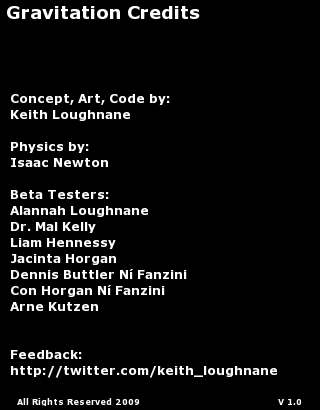 Gravitation Credits
Concept, Art, Code by:
Keith Loughnane
Physics by:
Isaac Newton
Beta Testers:
Alannah Loughnane
Dr. Mal Kelly
Liam Hennessy
Jacinta Horgan
Dennis Buttler Ní Fanzini
Con Horgan Ní Fanzini
Arne Kutzen
Feedback:
http://twitter.com/keith_loughnane
All Rights Reserved 2009 V 1.0